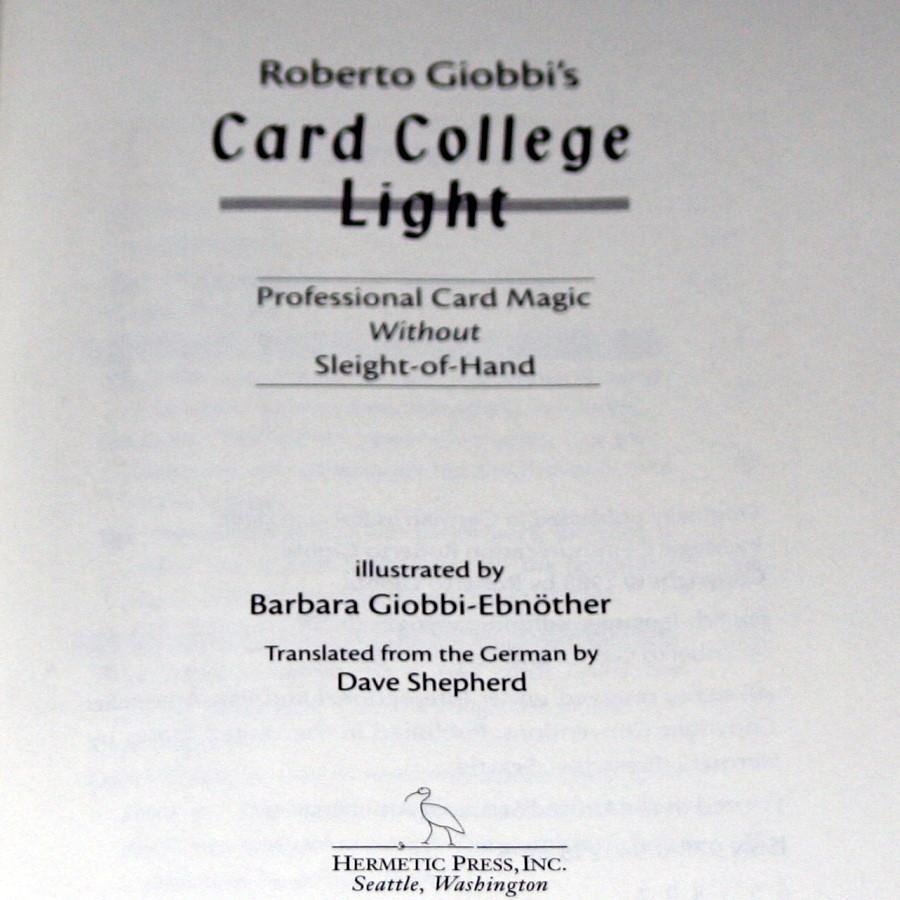 Roberto Giobbi's
Card College
Light
Professional Card Magic
Without
Sleight-of-Hand
illustrated by
Barbara Giobbi-Ebnöther
Translated from the German by
Dave Shepherd
HERMETIC PRESS, INC.
Seattle, Washington